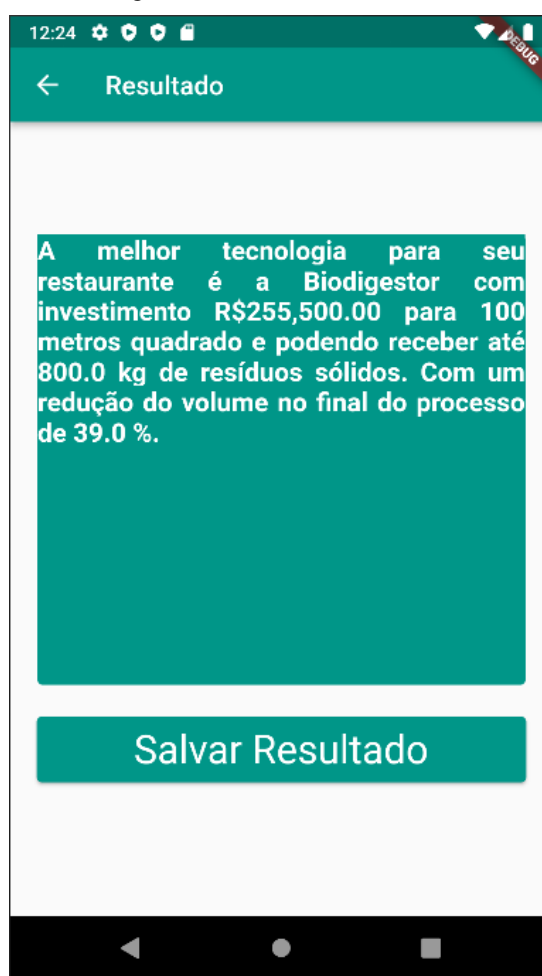 12:24
DEBUG
Resultado
A melhor tecnologia para seu
restaurante é a Biodigestor com
investimento R$255,500.00 para 100
metros quadrado e podendo receber até
800.0 kg de resíduos sólidos. Com um
redução do volume no final do processo
de 39.0 %.
Salvar Resultado